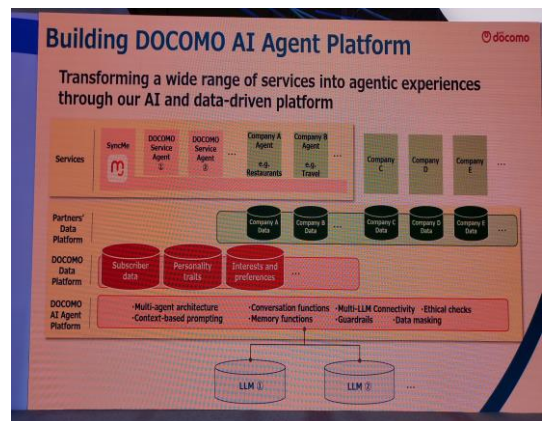 Building DOCOMO AI Agent Platform
döcomo
Transforming a wide range of services into agentic experiences
through our AI and data-driven platform
Services
SyncMe
DOCOMO
Service
Agent
①
DOCOMO
Service
Agent
②
...
Company A
Agent
e.g.
Restaurants
Company B
Agent
e.g.
Travel
...
Company
C
Company
D
Company
E
...
Partners'
Data
Platform
Company A
Data
Company B
Data
...
Company C
Data
Company D
Data
Company E
Data
...
DOCOMO
Data
Platform
Subscriber
data
Personality
traits
Interests and
preferences
...
DOCOMO
AI Agent
Platform
·Multi-agent architecture ·Conversation functions ·Multi-LLM Connectivity ·Ethical checks
·Context-based prompting ·Memory functions ·Guardrails ·Data masking
LLM ①
LLM ②
...